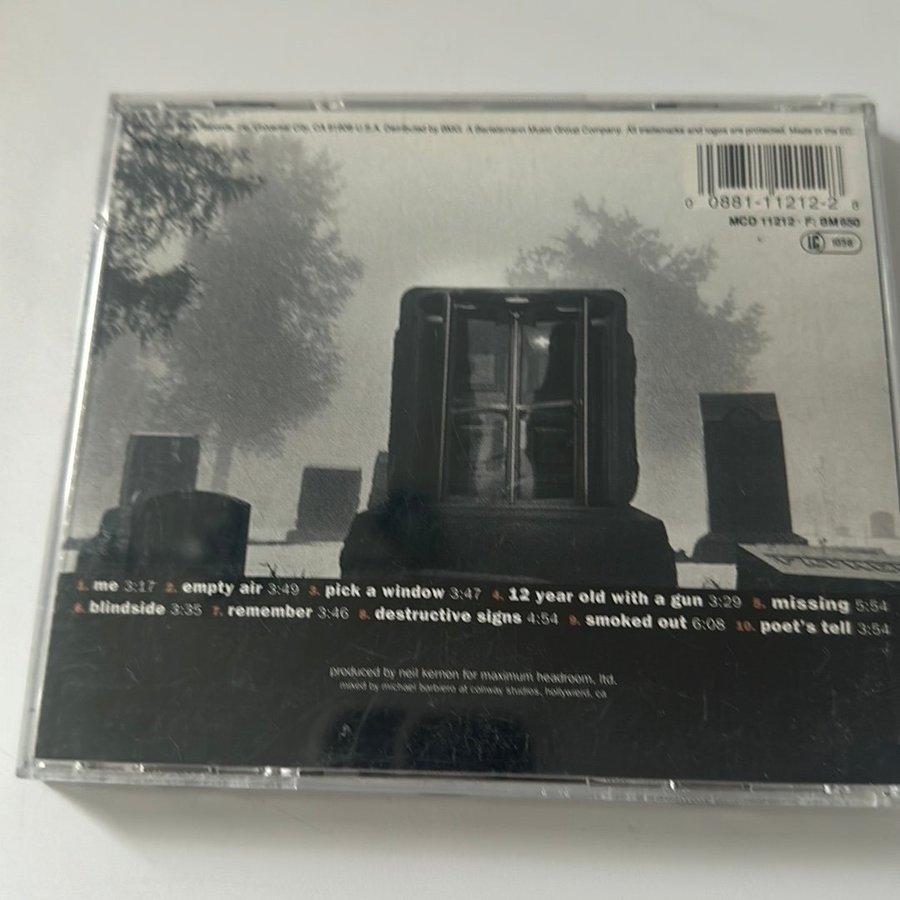 Universal City, CA 91608 U.S.A. Distributed by BMG. A Bertelsmann Music Group Company. All trademarks and logos are protected. Made in the EC.
0 0881-11212-2 8
MCD 11212 · F: BM 650
LC 1056
1. me 3:17 2. empty air 3:49 3. pick a window 3:47 4. 12 year old with a gun 3:29 5. missing 5:54
6. blindside 3:35 7. remember 3:46 8. destructive signs 4:54 9. smoked out 6:08 10. poet's tell 3:54
produced by neil kernon for maximum headroom, ltd.
mixed by michael barbiero at conway studios, hollywierd, ca